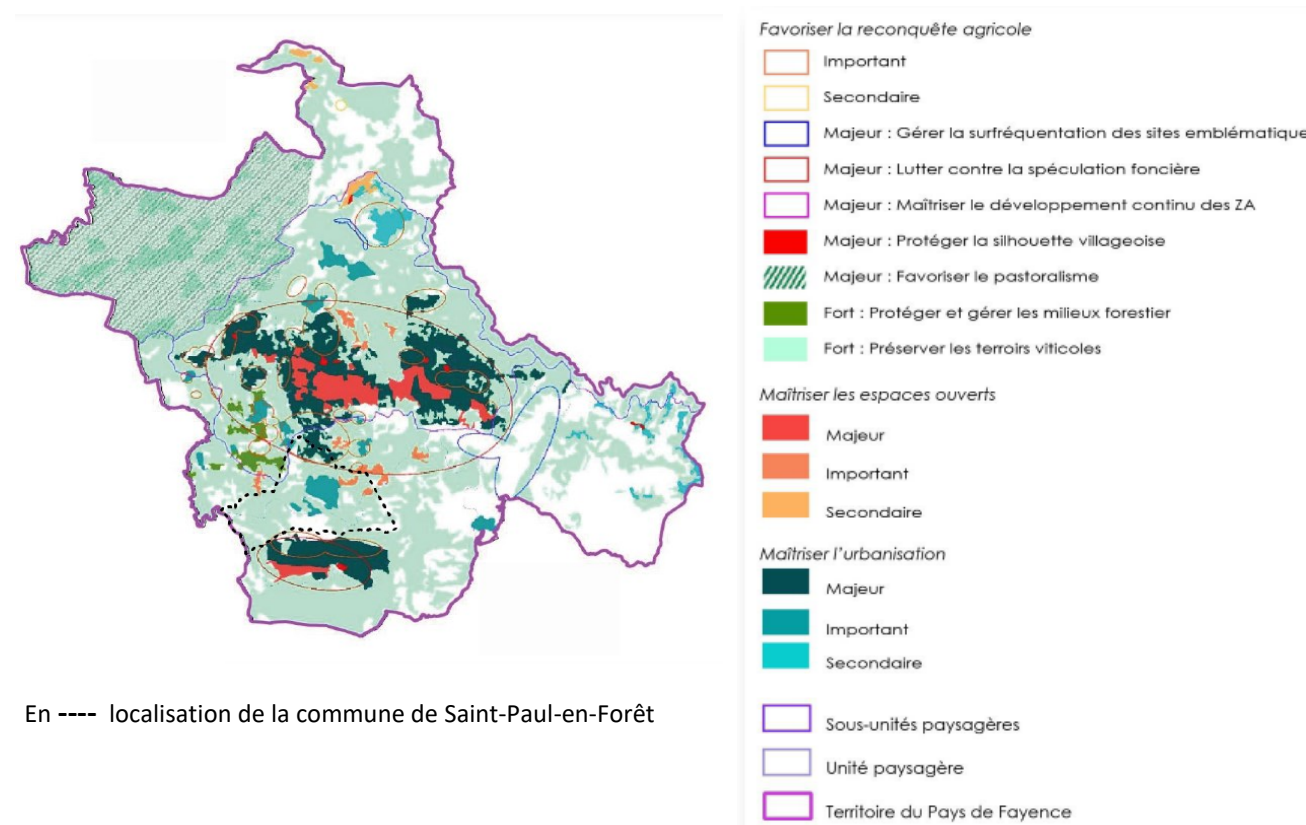 Favoriser la reconquête agricole
Important
Secondaire
Majeur : Gérer la surfréquentation des sites emblématique
Majeur : Lutter contre la spéculation foncière
Majeur : Maîtriser le développement continu des ZA
Majeur : Protéger la silhouette villageoise
Majeur : Favoriser le pastoralisme
Fort : Protéger et gérer les milieux forestier
Fort : Préserver les terroirs viticoles
Maîtriser les espaces ouverts
Majeur
Important
Secondaire
Maîtriser l'urbanisation
Majeur
Important
Secondaire
Sous-unités paysagères
Unité paysagère
Territoire du Pays de Fayence
En ---- localisation de la commune de Saint-Paul-en-Forêt